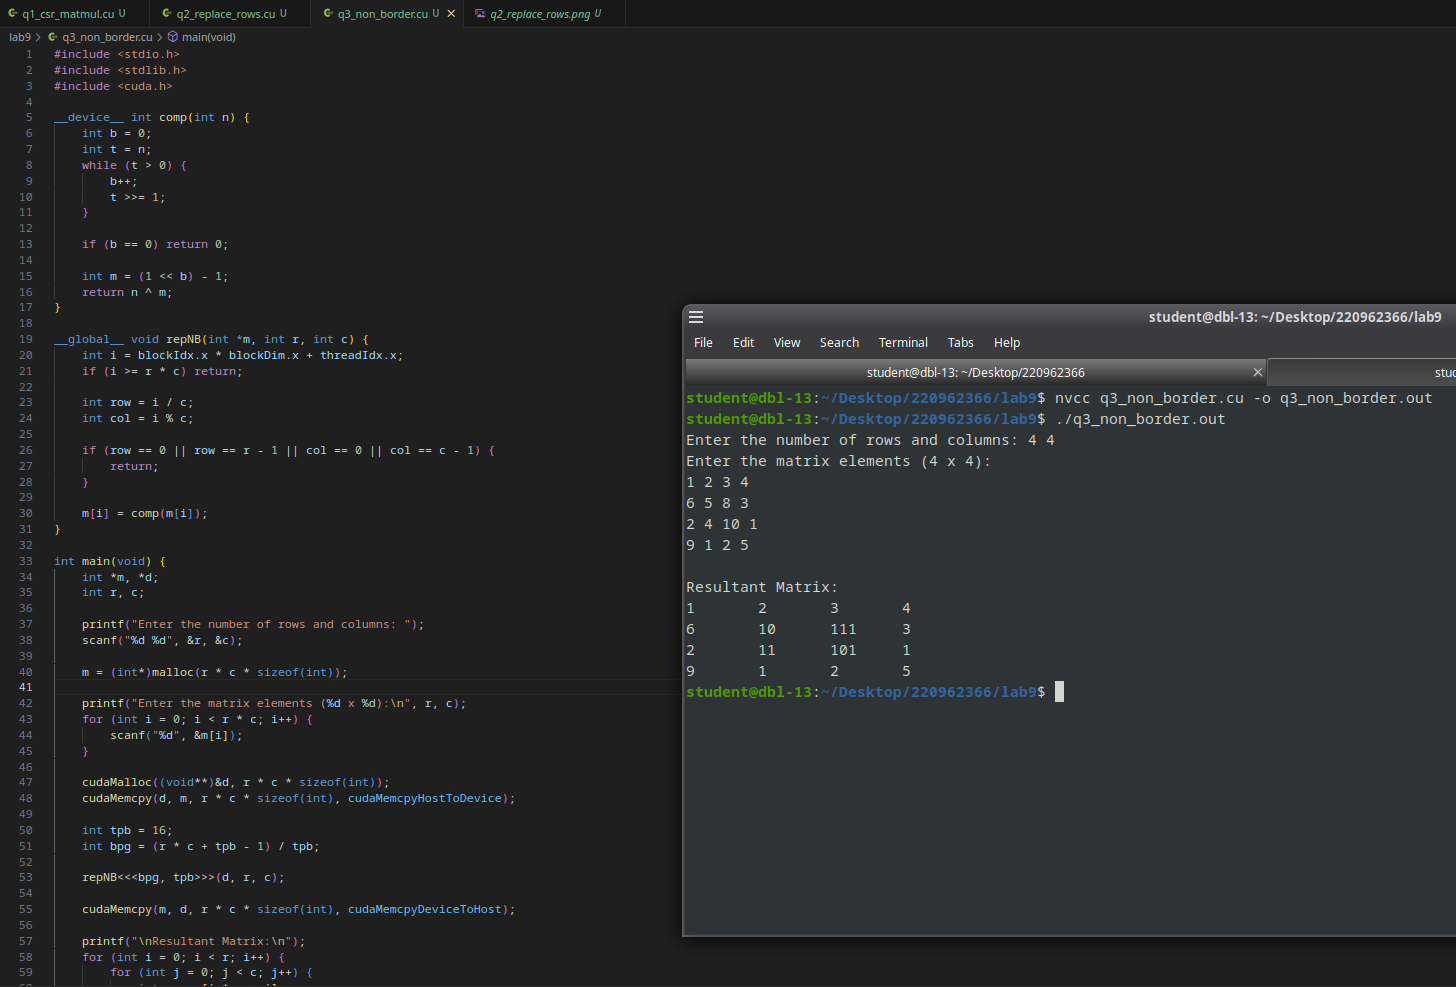 q1_csr_matmul.cu U q2_replace_rows.cu U q3_non_border.cu U × q2_replace_rows.png U
lab9 > q3_non_border.cu > main(void)
1 #include <stdio.h>
2 #include <stdlib.h>
3 #include <cuda.h>
4
5 __device__ int comp(int n) {
6 int b = 0;
7 int t = n;
8 while (t > 0) {
9 b++;
10 t >>= 1;
11 }
12
13 if (b == 0) return 0;
14
15 int m = (1 << b) - 1;
16 return n ^ m;
17 }
18
19 __global__ void repNB(int *m, int r, int c) {
20 int i = blockIdx.x * blockDim.x + threadIdx.x;
21 if (i >= r * c) return;
22
23 int row = i / c;
24 int col = i % c;
25
26 if (row == 0 || row == r - 1 || col == 0 || col == c - 1) {
27 return;
28 }
29
30 m[i] = comp(m[i]);
31 }
32
33 int main(void) {
34 int *m, *d;
35 int r, c;
36
37 printf("Enter the number of rows and columns: ");
38 scanf("%d %d", &r, &c);
39
40 m = (int*)malloc(r * c * sizeof(int));
41
42 printf("Enter the matrix elements (%d x %d):\n", r, c);
43 for (int i = 0; i < r * c; i++) {
44 scanf("%d", &m[i]);
45 }
46
47 cudaMalloc((void**)&d, r * c * sizeof(int));
48 cudaMemcpy(d, m, r * c * sizeof(int), cudaMemcpyHostToDevice);
49
50 int tpb = 16;
51 int bpg = (r * c + tpb - 1) / tpb;
52
53 repNB<<<bpg, tpb>>>(d, r, c);
54
55 cudaMemcpy(m, d, r * c * sizeof(int), cudaMemcpyDeviceToHost);
56
57 printf("\nResultant Matrix:\n");
58 for (int i = 0; i < r; i++) {
59 for (int j = 0; j < c; j++) {
student@dbl-13: ~/Desktop/220962366/lab9
File Edit View Search Terminal Tabs Help
student@dbl-13: ~/Desktop/220962366 × stu
student@dbl-13:~/Desktop/220962366/lab9$ nvcc q3_non_border.cu -o q3_non_border.out
student@dbl-13:~/Desktop/220962366/lab9$ ./q3_non_border.out
Enter the number of rows and columns: 4 4
Enter the matrix elements (4 x 4):
1 2 3 4
6 5 8 3
2 4 10 1
9 1 2 5
Resultant Matrix:
1 2 3 4
6 10 111 3
2 11 101 1
9 1 2 5
student@dbl-13:~/Desktop/220962366/lab9$